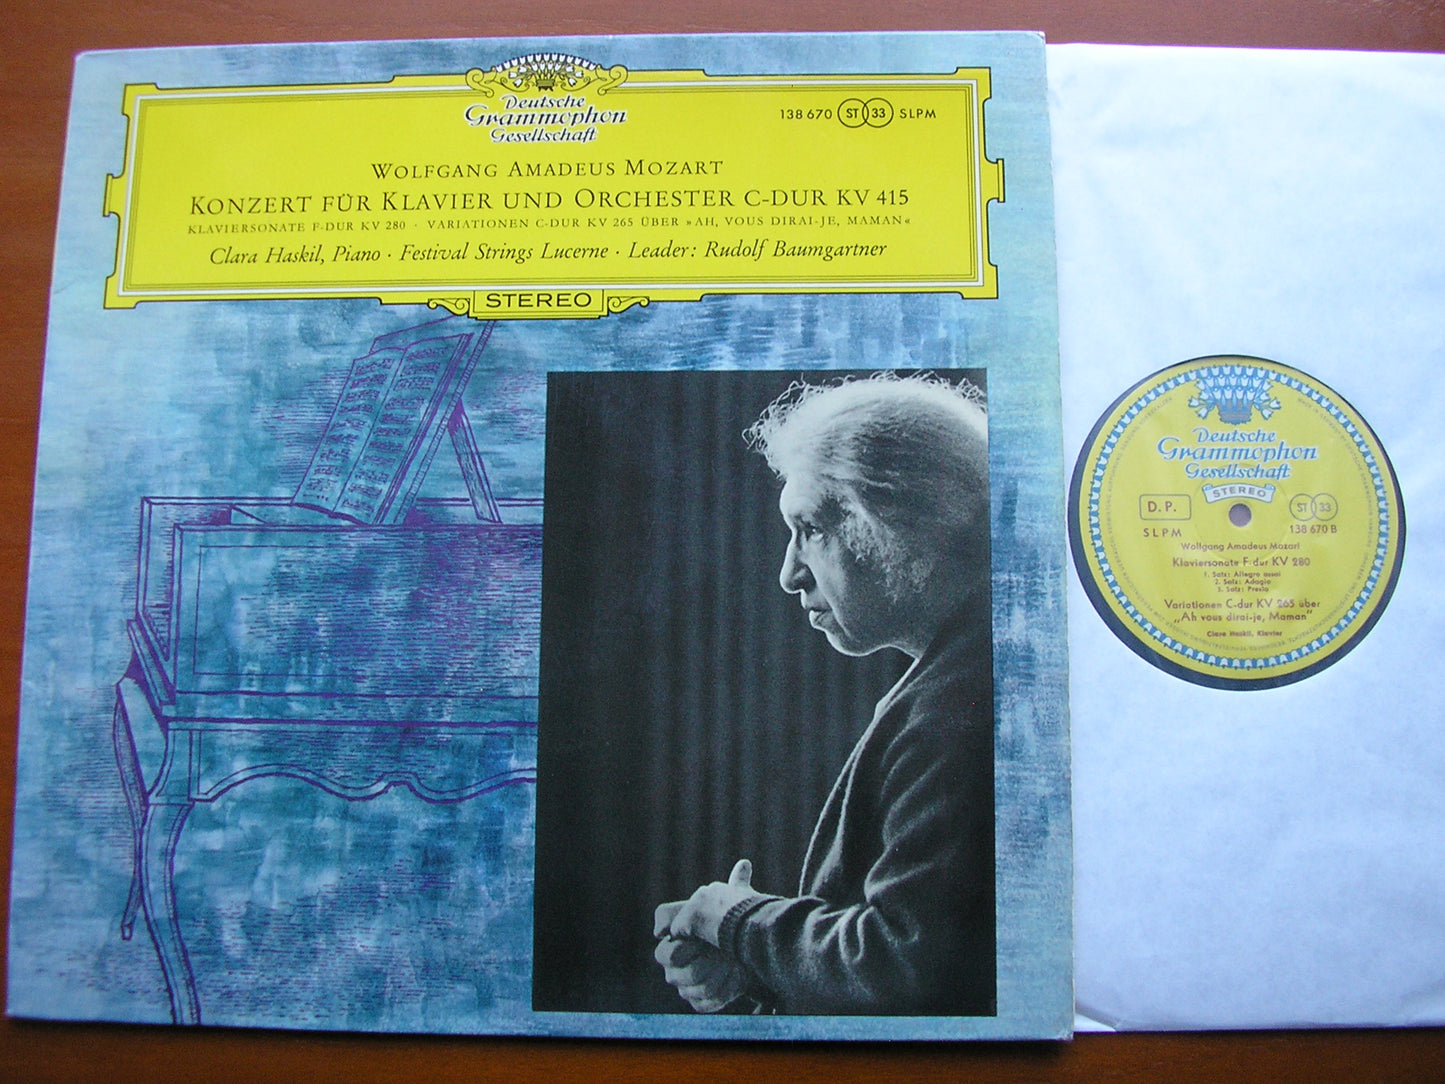 Deutsche
Grammophon
Gesellschaft
138 670 ST 33 SLPM
WOLFGANG AMADEUS MOZART
KONZERT FÜR KLAVIER UND ORCHESTER C-DUR KV 415
KLAVIERSONATE F-DUR KV 280 · VARIATIONEN C-DUR KV 265 ÜBER »AH, VOUS DIRAI-JE, MAMAN«
Clara Haskil, Piano · Festival Strings Lucerne · Leader: Rudolf Baumgartner
STEREO
Deutsche
Grammophon
Gesellschaft
STEREO
D. P.
ST 33
SLPM
138 670 B
Wolfgang Amadeus Mozart
Klaviersonate F-dur KV 280
1. Satz: Allegro assai
2. Satz: Adagio
3. Satz: Presto
Variationen C-dur KV 265 über
„Ah vous dirai-je, Maman"
Clara Haskil, Klavier